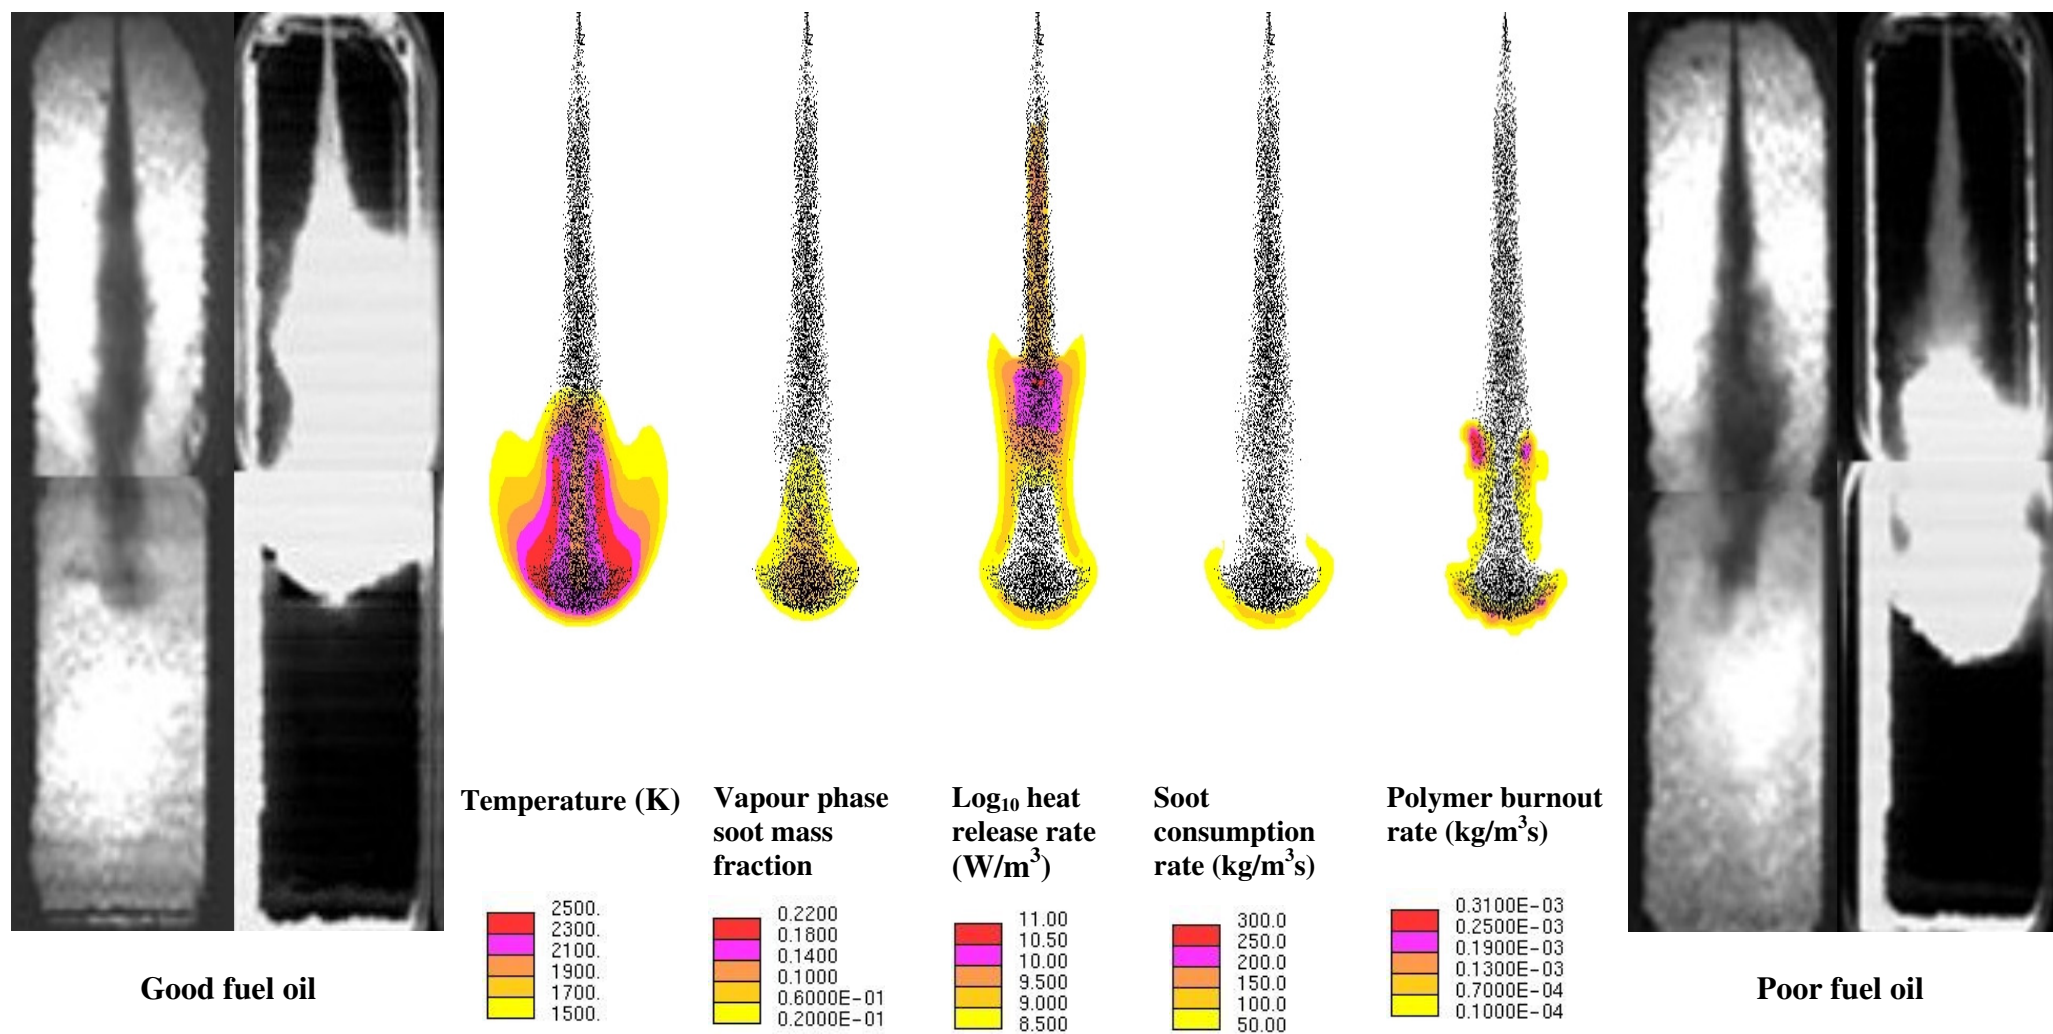 Temperature (K)
Vapour phase
soot mass
fraction
Log10 heat
release rate
(W/m3)
Soot
consumption
rate (kg/m3s)
Polymer burnout
rate (kg/m3s)
2500.
2300.
2100.
1900.
1700.
1500.
0.2200
0.1800
0.1400
0.1000
0.6000E-01
0.2000E-01
11.00
10.50
10.00
9.500
9.000
8.500
300.0
250.0
200.0
150.0
100.0
50.00
0.3100E-03
0.2500E-03
0.1900E-03
0.1300E-03
0.7000E-04
0.1000E-04
Good fuel oil
Poor fuel oil